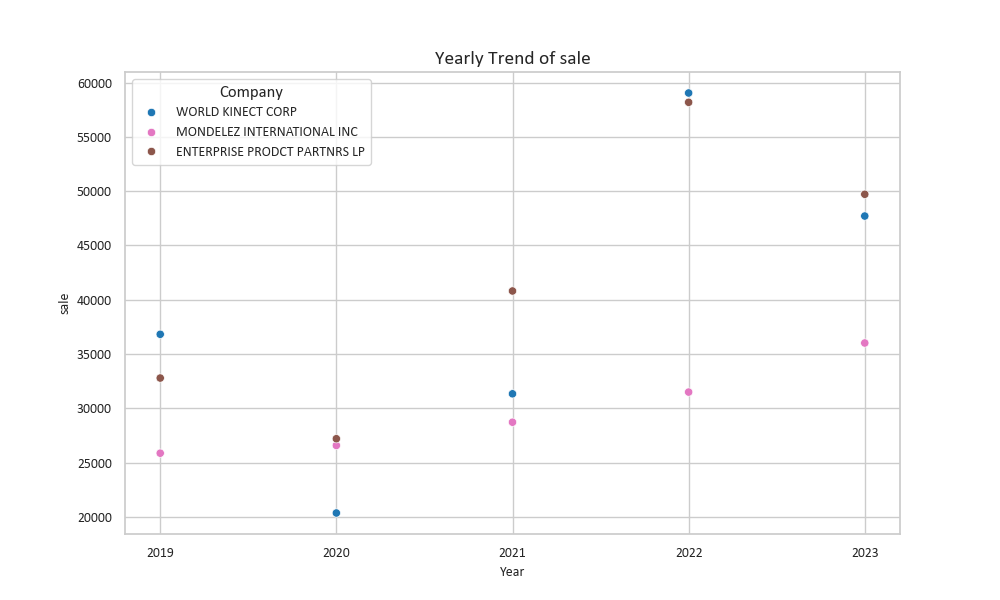 Yearly Trend of sale
Company
WORLD KINECT CORP
MONDELEZ INTERNATIONAL INC
ENTERPRISE PRODCT PARTNRS LP
60000
55000
50000
45000
40000
35000
30000
25000
20000
sale
2019 2020 2021 2022 2023
Year